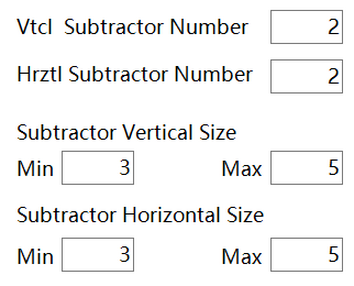 Vtcl Subtractor Number 2
Hrztl Subtractor Number 2
Subtractor Vertical Size
Min 3 Max 5
Subtractor Horizontal Size
Min 3 Max 5